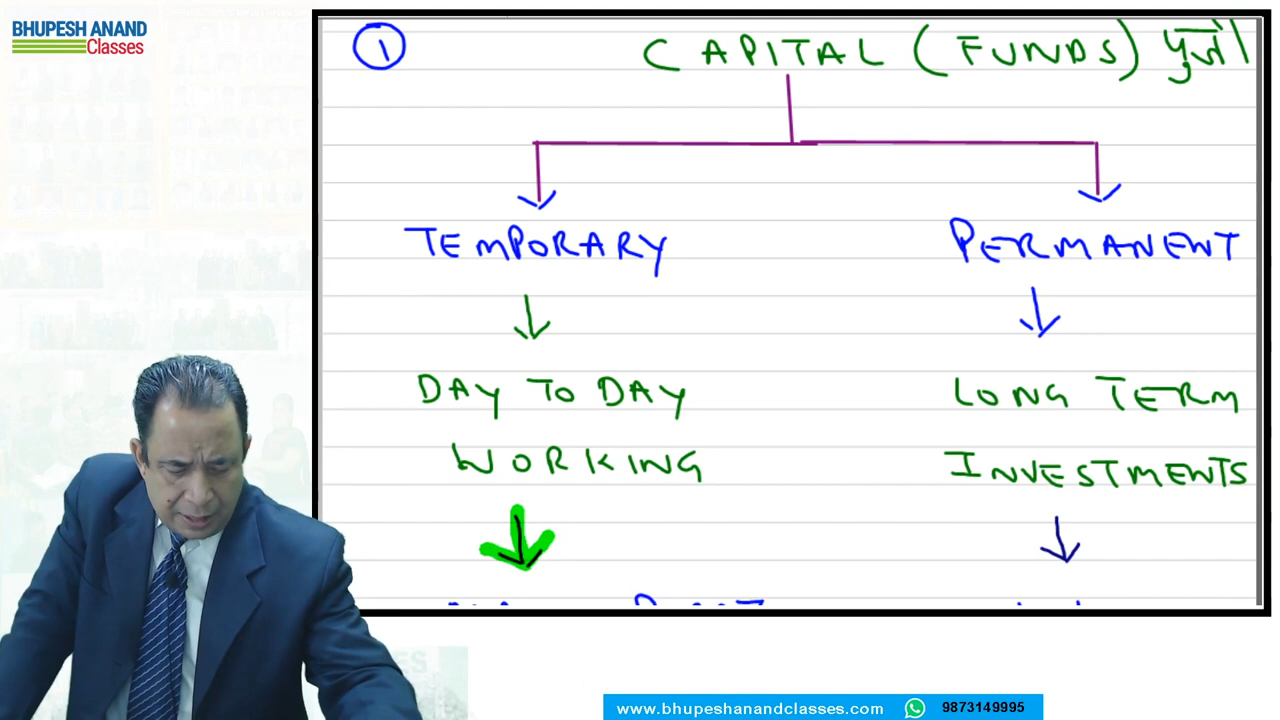 BHUPESH ANAND
Classes
1
CAPITAL (FUNDS) पूंजी
TEMPORARY
PERMANENT
DAY TO DAY
WORKING
LONG TERM
INVESTMENTS
www.bhupeshanandclasses.com
9873149995